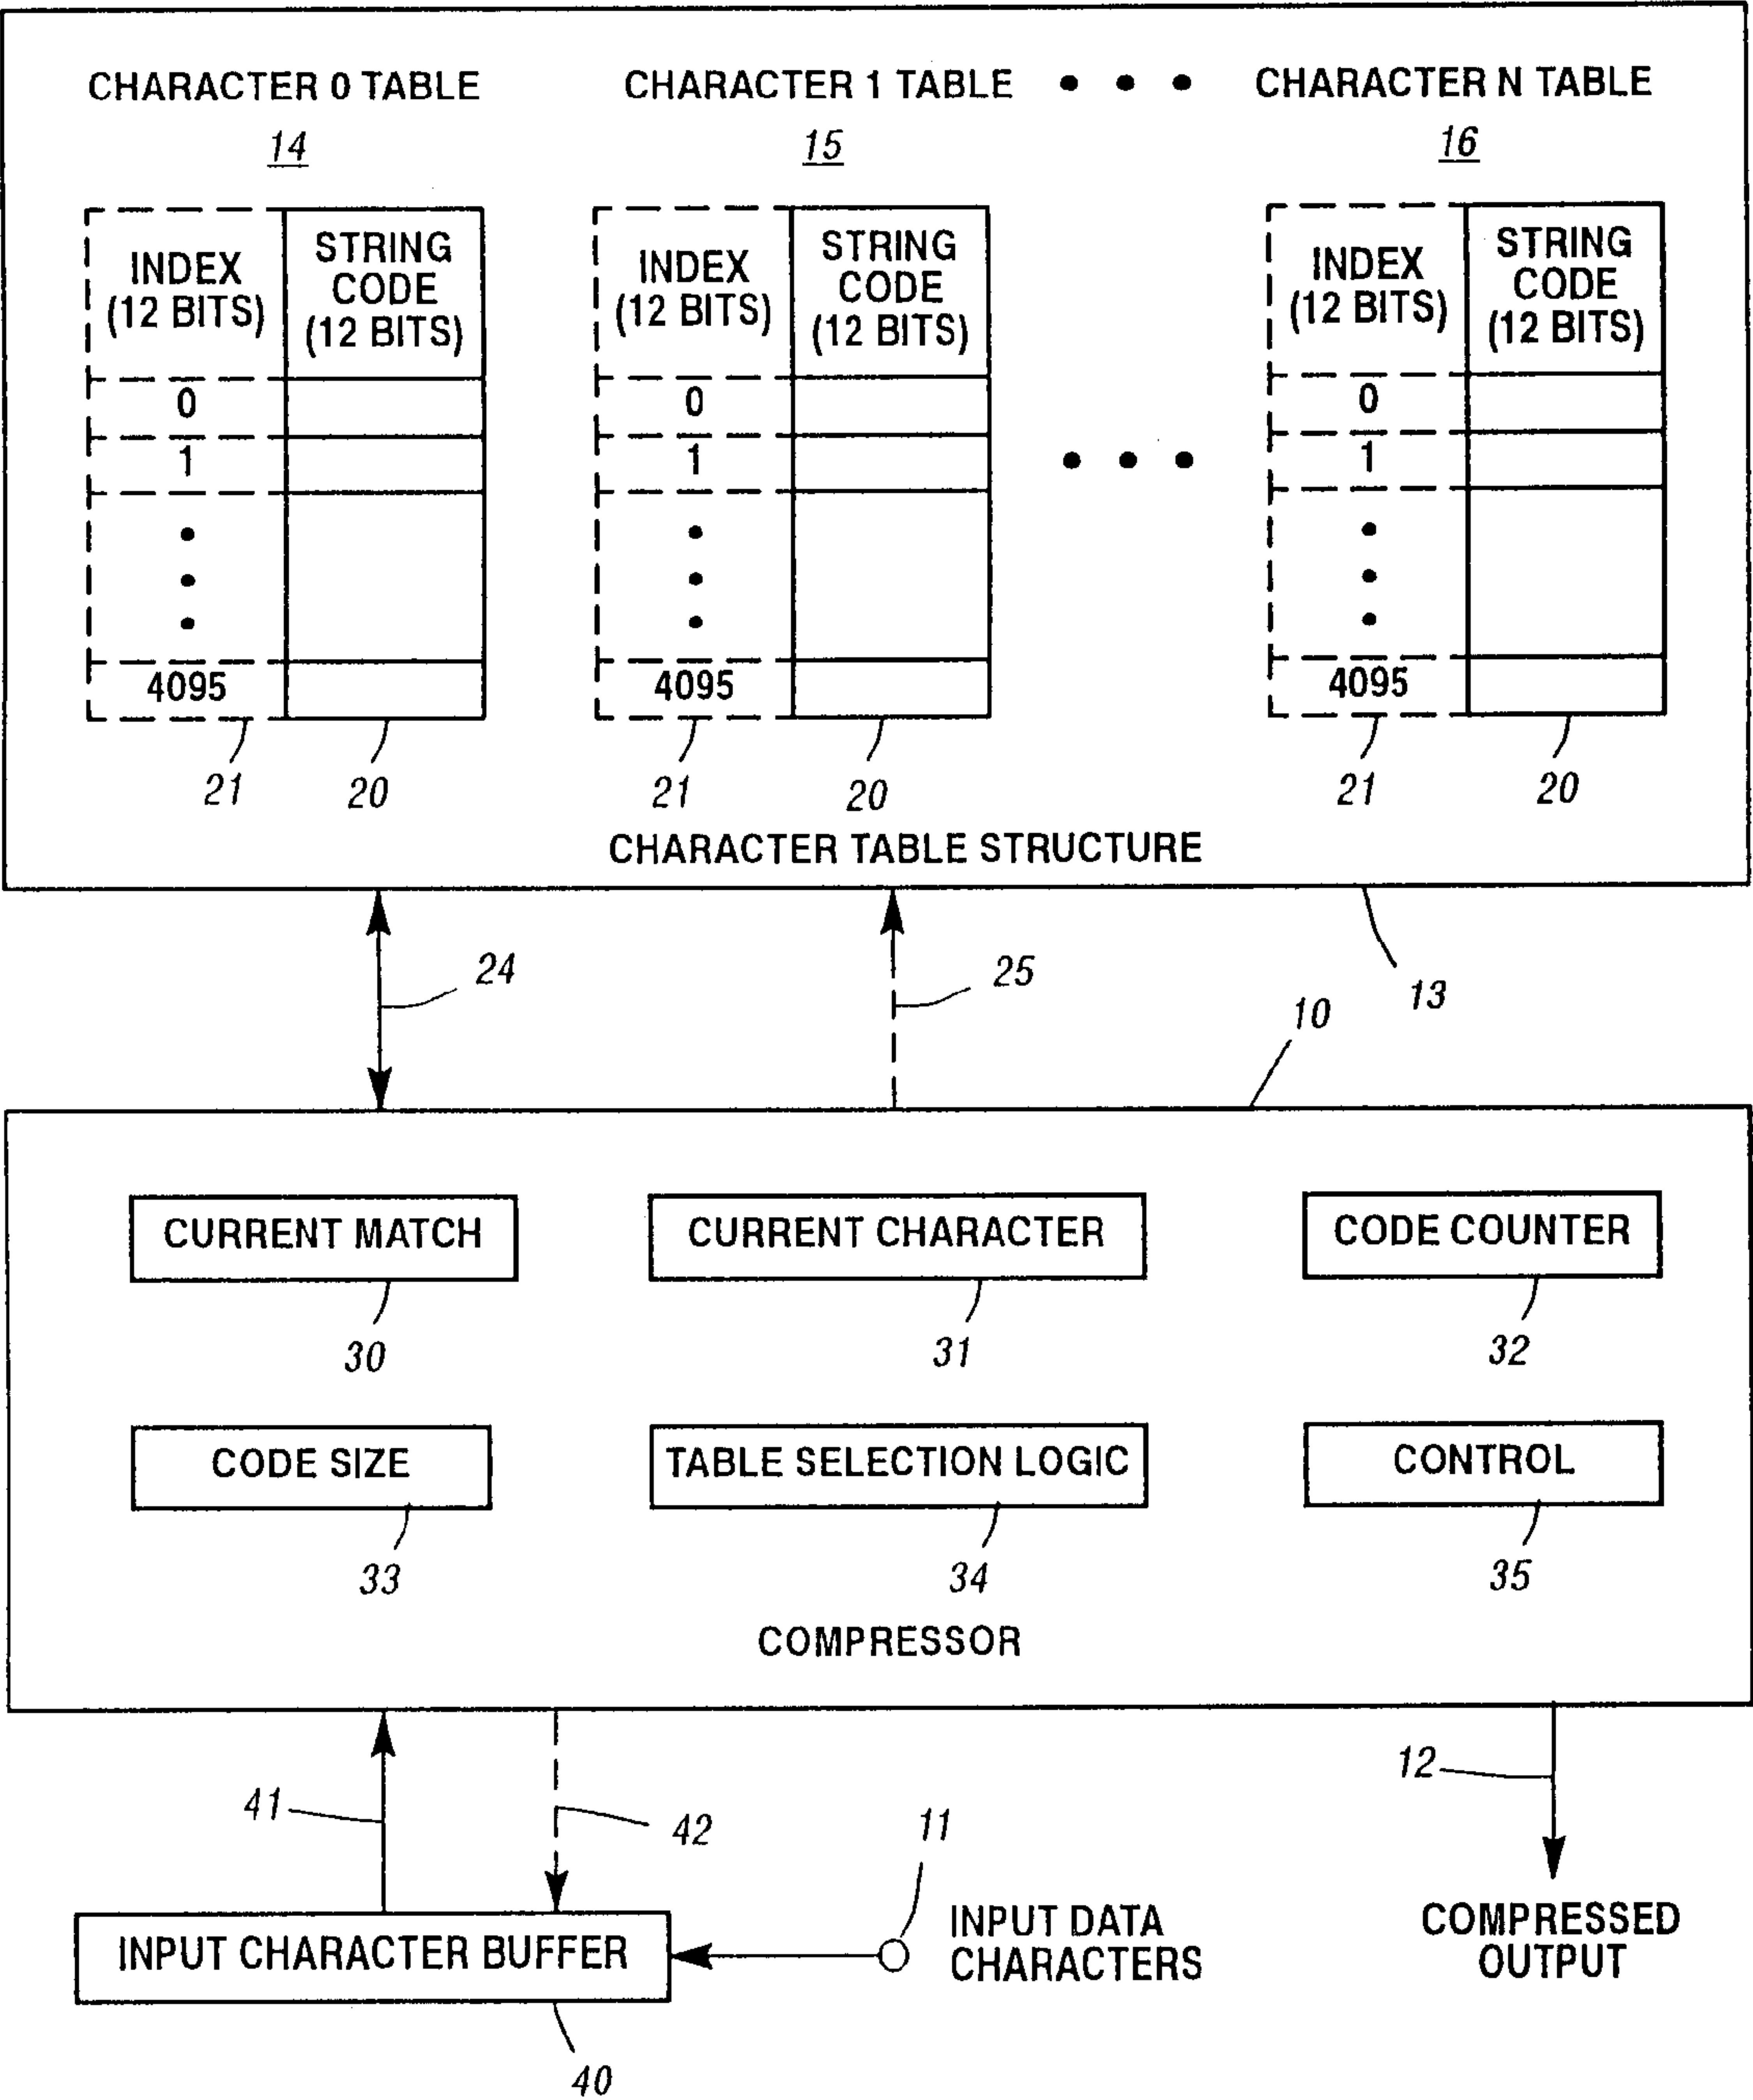 CHARACTER 0 TABLE CHARACTER 1 TABLE • • • CHARACTER N TABLE
14 15 16
INDEX (12 BITS) STRING CODE (12 BITS)
0
1
4095
21 20
INDEX (12 BITS) STRING CODE (12 BITS)
0
1
4095
21 20
INDEX (12 BITS) STRING CODE (12 BITS)
0
1
4095
21 20
CHARACTER TABLE STRUCTURE
24 25 13
10
CURRENT MATCH CURRENT CHARACTER CODE COUNTER
30 31 32
CODE SIZE TABLE SELECTION LOGIC CONTROL
33 34 35
COMPRESSOR
12
41 42 11
INPUT CHARACTER BUFFER
INPUT DATA
CHARACTERS
COMPRESSED
OUTPUT
40